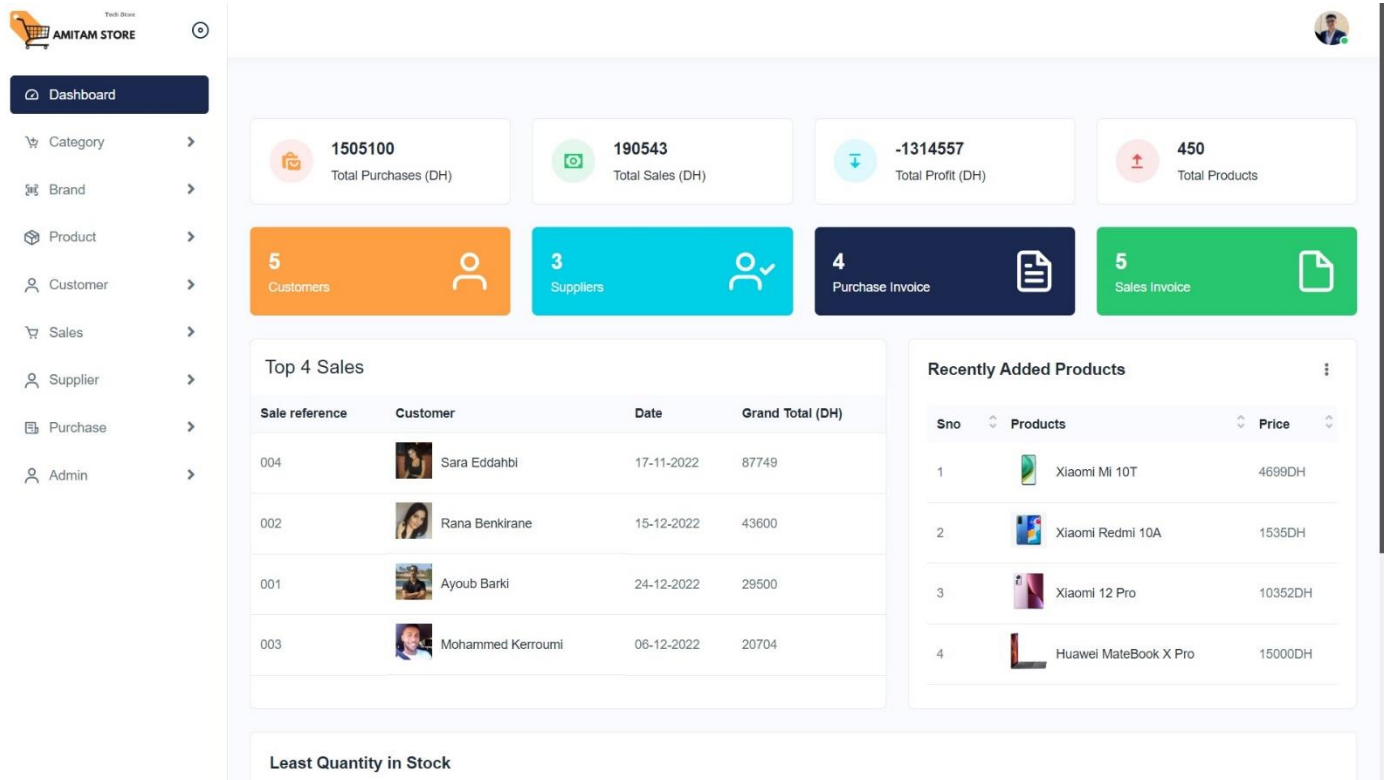 Tech Store
AMITAM STORE
Dashboard
Category
Brand
Product
Customer
Sales
Supplier
Purchase
Admin
1505100
Total Purchases (DH)
190543
Total Sales (DH)
-1314557
Total Profit (DH)
450
Total Products
5
Customers
3
Suppliers
4
Purchase Invoice
5
Sales Invoice
Top 4 Sales
Sale reference Customer Date Grand Total (DH)
004 Sara Eddahbi 17-11-2022 87749
002 Rana Benkirane 15-12-2022 43600
001 Ayoub Barki 24-12-2022 29500
003 Mohammed Kerroumi 06-12-2022 20704
Recently Added Products
Sno Products Price
1 Xiaomi Mi 10T 4699DH
2 Xiaomi Redmi 10A 1535DH
3 Xiaomi 12 Pro 10352DH
4 Huawei MateBook X Pro 15000DH
Least Quantity in Stock